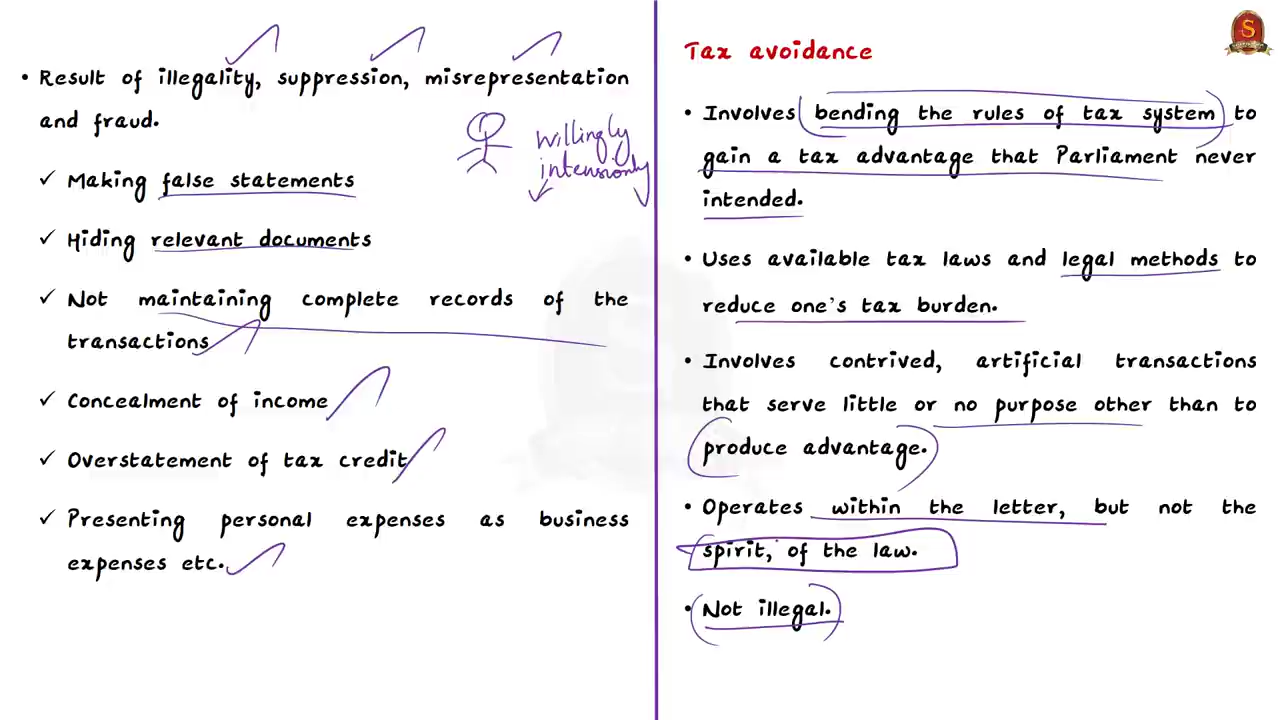 • Result of illegality, suppression, misrepresentation
and fraud.
willingly
intensionly
✓ Making false statements
✓ Hiding relevant documents
✓ Not maintaining complete records of the
transactions
✓ Concealment of income
✓ Overstatement of tax credit
✓ Presenting personal expenses as business
expenses etc.
Tax avoidance
• Involves bending the rules of tax system to
gain a tax advantage that Parliament never
intended.
• Uses available tax laws and legal methods to
reduce one's tax burden.
• Involves contrived, artificial transactions
that serve little or no purpose other than to
produce advantage.
• Operates within the letter, but not the
spirit, of the law.
• Not illegal.
S